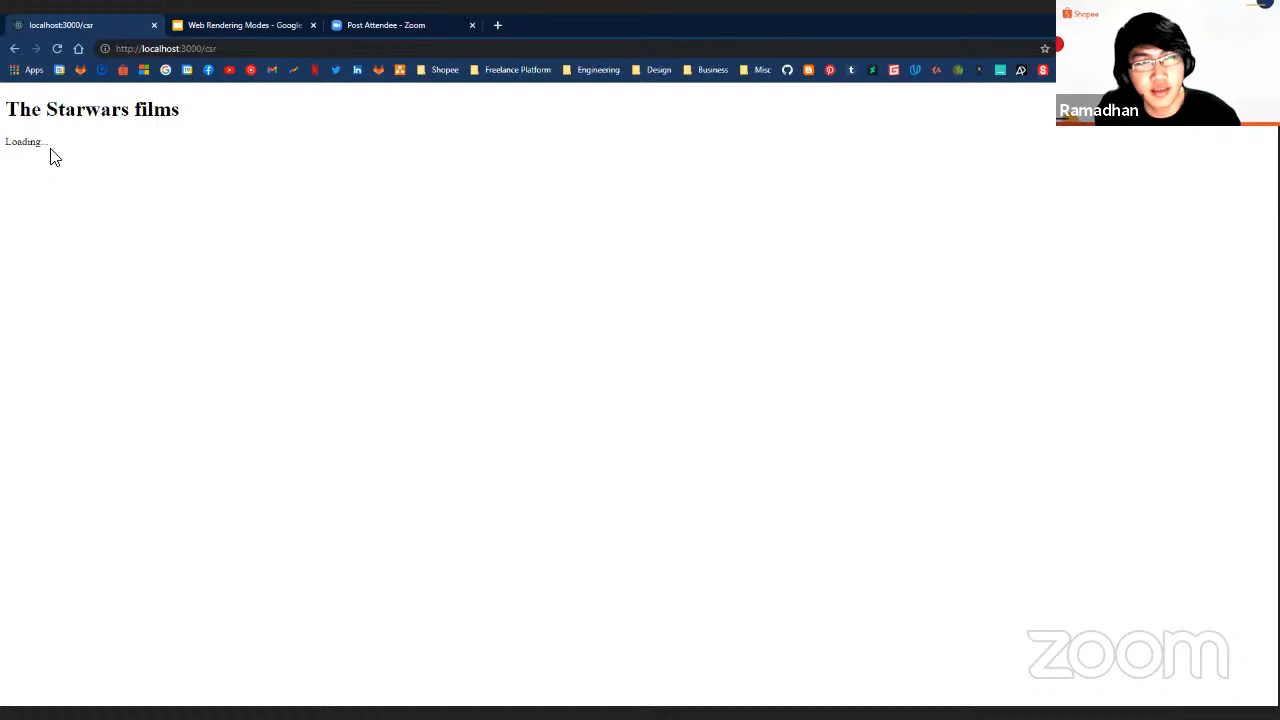 localhost:3000/csr
Web Rendering Modes - Google
Post Attendee - Zoom
http://localhost:3000/csr
Apps
Shopee
Freelance Platform
Engineering
Design
Business
Misc
The Starwars films
Loading...
Shopee
Ramadhan
zoom